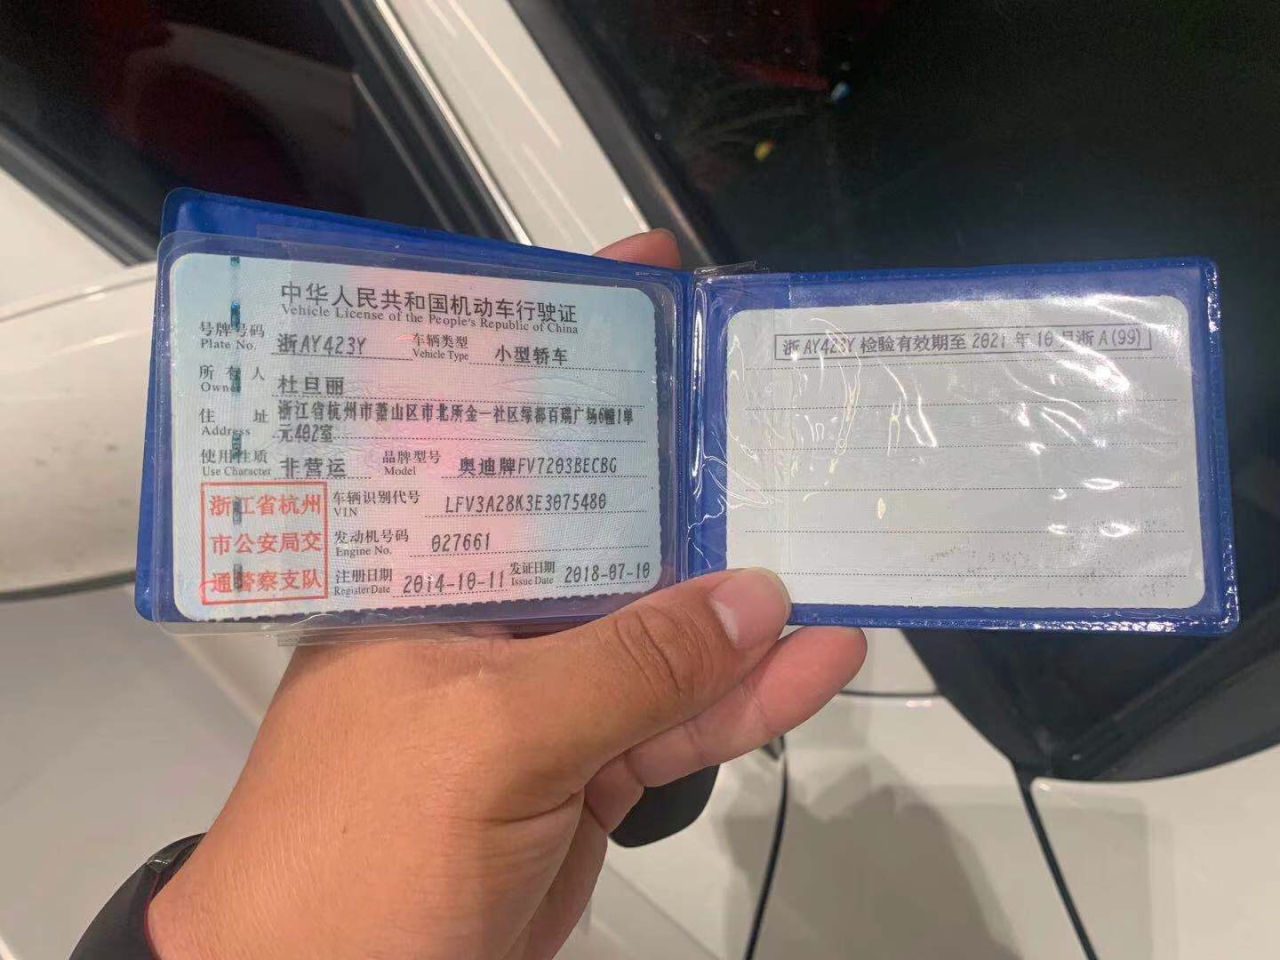 中华人民共和国机动车行驶证
Vehicle License of the People's Republic of China
号牌号码 浙AY423Y 车辆类型 小型轿车
Plate No. Vehicle Type
所有人 杜旦丽
Owner
住址 浙江省杭州市萧山区市北所金一社区绿都百瑞广场6幢1单
Address 元402室
使用性质 非营运 品牌型号 奥迪牌FV7203BECBG
Use Character Model
浙江省杭州
市公安局交
通警察支队
车辆识别代号 LFV3A28K3E3075480
VIN
发动机号码 027661
Engine No.
注册日期 2014-10-11 发证日期 2018-07-10
Register Date Issue Date
浙AY423Y 检验有效期至 2021 年 10 月浙A(99)